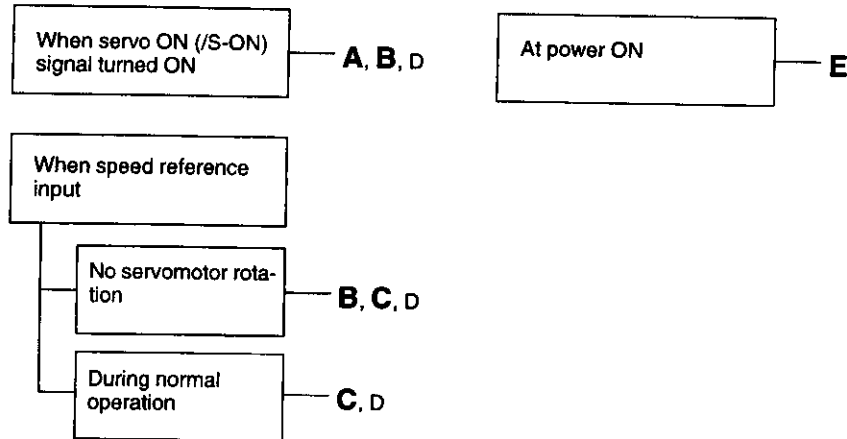 When servo ON (/S-ON)
signal turned ON
A, B, D
At power ON
E
When speed reference
input
No servomotor rota-
tion
B, C, D
During normal
operation
C, D